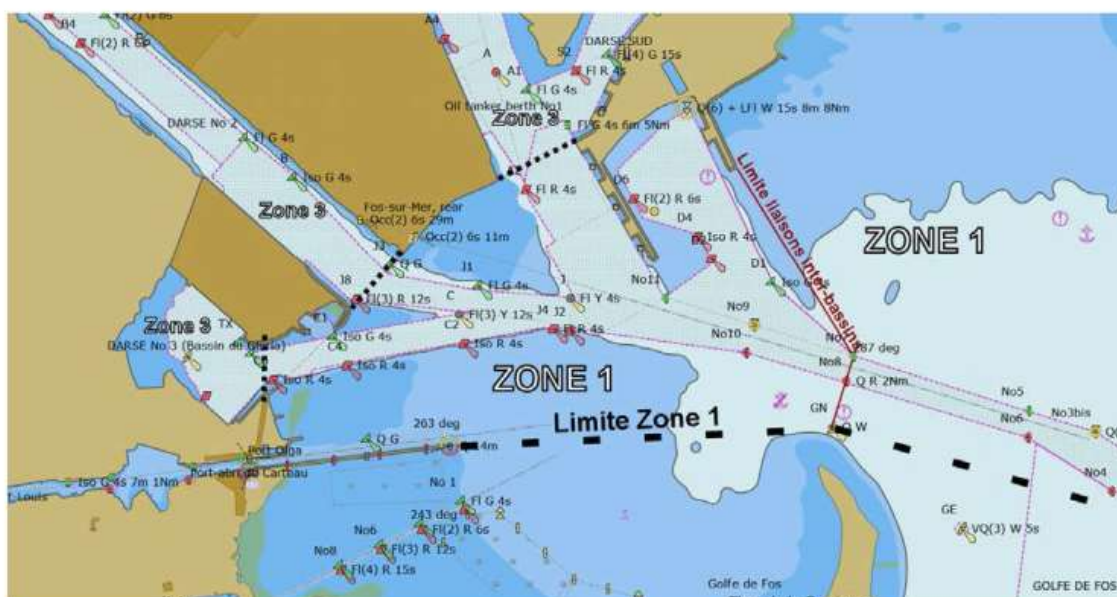 Fl(2) R 6s
A4
A
A1
S2
DARSE SUD
Fl(4) G 15s
Fl R 4s
Fl G 4s
Oil tanker berth No1
Zone 3
Fl G 4s 6m 5Nm
Q(6) + LFl W 15s 8m 8Nm
DARSE No 2
Fl G 4s
B
Iso G 4s
Zone 3
Fl R 4s
D6
Fl(2) R 6s
D4
Iso R 4s
Limite liaisons inter-bassins
ZONE 1
Fos-sur-Mer, rear
Occ(2) 6s 29m
Occ(2) 6s 11m
Q G
J8
J1
Fl G 4s
C
J
Fl Y 4s
No11
D1
Fl(3) R 12s
Fl(3) Y 12s
C2
J4
J2
Fl R 4s
No9
No10
Zone 3
TX
DARSE No 3 (Bassin du Gloria)
C4
Iso G 4s
Iso R 4s
Iso R 4s
Iso R 4s
ZONE 1
287 deg
No8
Q R 2Nm
No5
No3bis
No6
GN
Limite Zone 1
263 deg
Q G
Port-abri du Carteau
Iso G 4s 7m 1Nm
No4
No 1
Fl G 4s
243 deg
Fl(2) R 6s
No6
Fl(3) R 12s
No8
Fl(4) R 15s
GE
VQ(3) W 5s
Golfe de Fos
GOLFE DE FOS